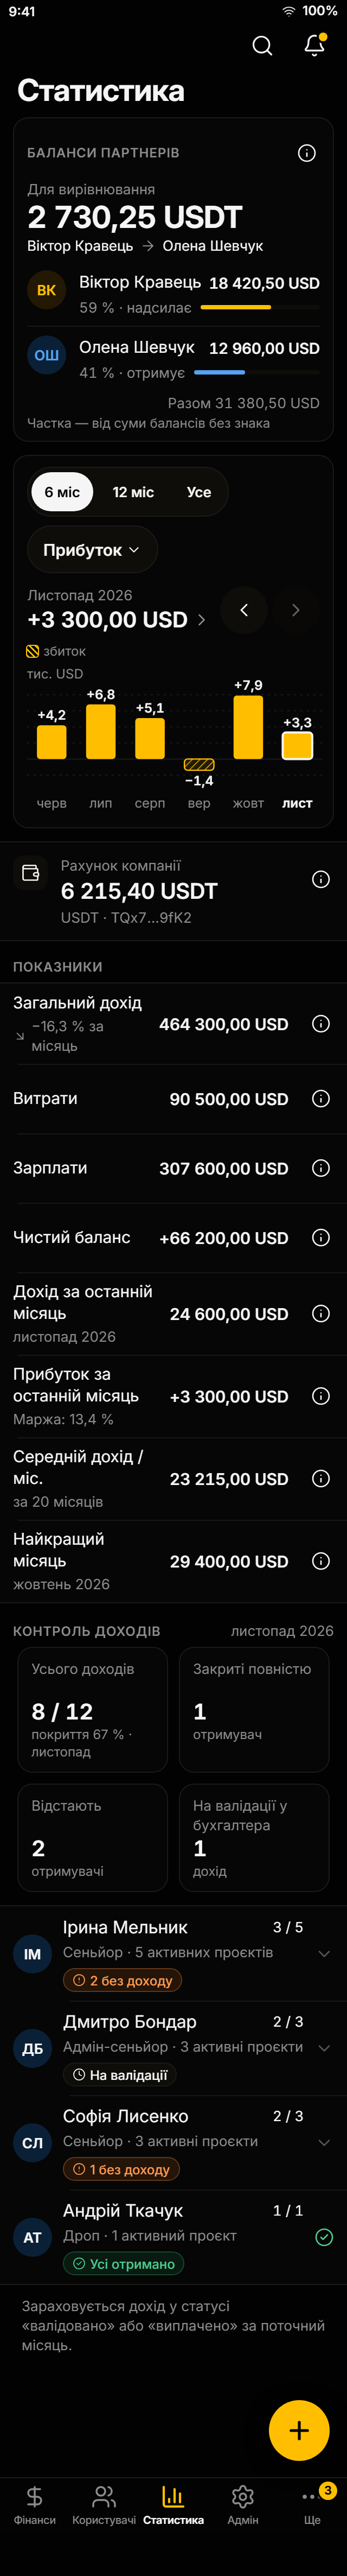 9:41
100%
Статистика
БАЛАНСИ ПАРТНЕРІВ
Для вирівнювання
2 730,25 USDT
Віктор Кравець → Олена Шевчук
ВК
Віктор Кравець 18 420,50 USD
59 % · надсилає
ОШ
Олена Шевчук 12 960,00 USD
41 % · отримує
Разом 31 380,50 USD
Частка — від суми балансів без знака
6 міс 12 міс Усе
Прибуток
Листопад 2026
+3 300,00 USD
збиток
тис. USD
+4,2 +6,8 +5,1 −1,4 +7,9 +3,3
черв лип серп вер жовт лист
Рахунок компанії
6 215,40 USDT
USDT · TQx7…9fK2
ПОКАЗНИКИ
Загальний дохід
464 300,00 USD
−16,3 % за
місяць
Витрати 90 500,00 USD
Зарплати 307 600,00 USD
Чистий баланс +66 200,00 USD
Дохід за останній
місяць
24 600,00 USD
листопад 2026
Прибуток за
останній місяць
+3 300,00 USD
Маржа: 13,4 %
Середній дохід /
міс.
23 215,00 USD
за 20 місяців
Найкращий
місяць
29 400,00 USD
жовтень 2026
КОНТРОЛЬ ДОХОДІВ листопад 2026
Усього доходів
8 / 12
покриття 67 % ·
листопад
Закриті повністю
1
отримувач
Відстають
2
отримувачі
На валідації у
бухгалтера
1
дохід
ІМ
Ірина Мельник 3 / 5
Сеньйор · 5 активних проєктів
2 без доходу
ДБ
Дмитро Бондар 2 / 3
Адмін-сеньйор · 3 активні проєкти
На валідації
СЛ
Софія Лисенко 2 / 3
Сеньйор · 3 активні проєкти
1 без доходу
АТ
Андрій Ткачук 1 / 1
Дроп · 1 активний проєкт
Усі отримано
Зараховується дохід у статусі
«валідовано» або «виплачено» за поточний
місяць.
3
Фінанси Користувачі Статистика Адмін Ще